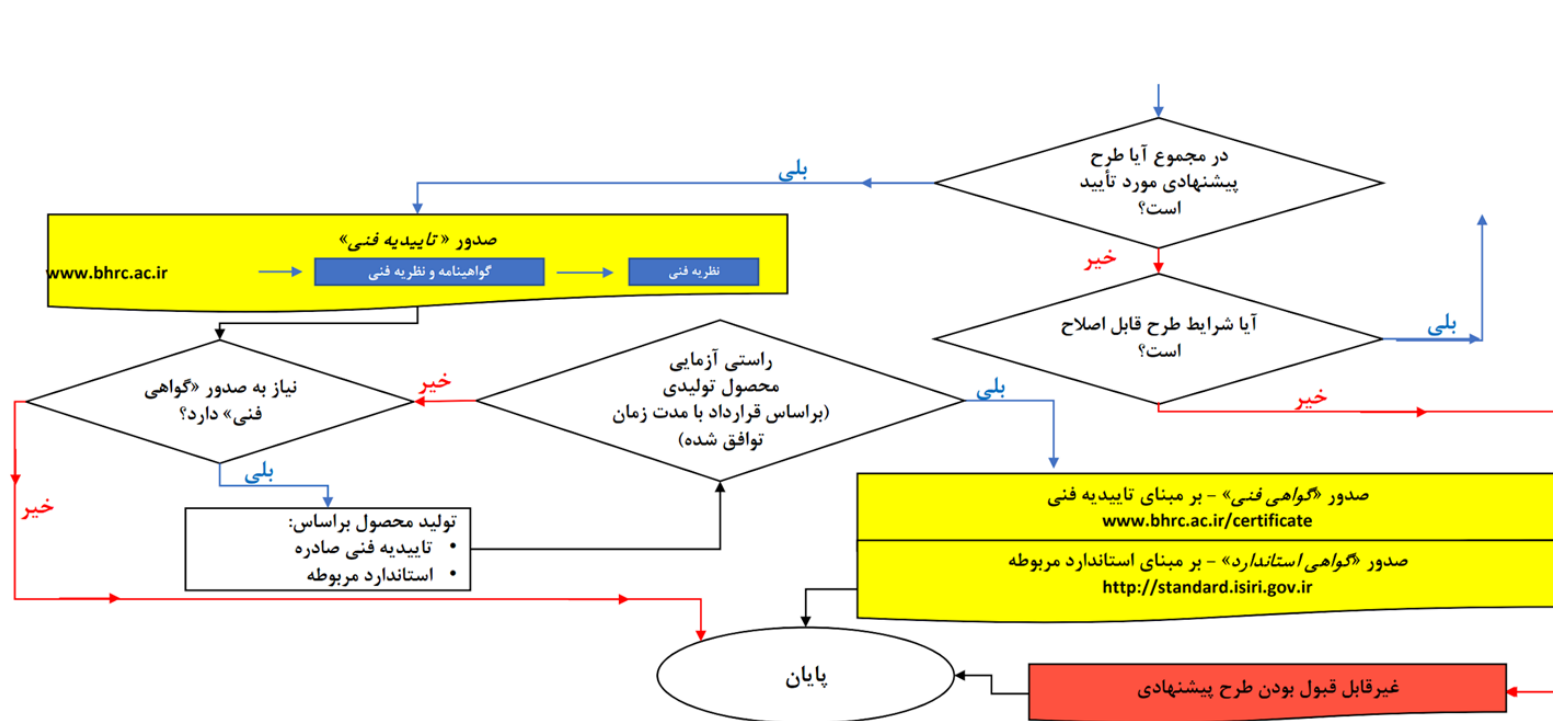 در مجموع آیا طرح
پیشنهادی مورد تأیید
است؟
بلی
خیر
صدور «تاییدیه فنی»
www.bhrc.ac.ir
گواهینامه و نظریه فنی
نظریه فنی
آیا شرایط طرح قابل اصلاح
است؟
بلی
خیر
راستی آزمایی
محصول تولیدی
(براساس قرارداد با مدت زمان
توافق شده)
بلی
خیر
نیاز به صدور «گواهی
فنی» دارد؟
بلی
خیر
تولید محصول براساس:
• تاییدیه فنی صادره
• استاندارد مربوطه
صدور «گواهی فنی» – بر مبنای تاییدیه فنی
www.bhrc.ac.ir/certificate
صدور «گواهی استاندارد» – بر مبنای استاندارد مربوطه
http://standard.isiri.gov.ir
پایان
غیرقابل قبول بودن طرح پیشنهادی